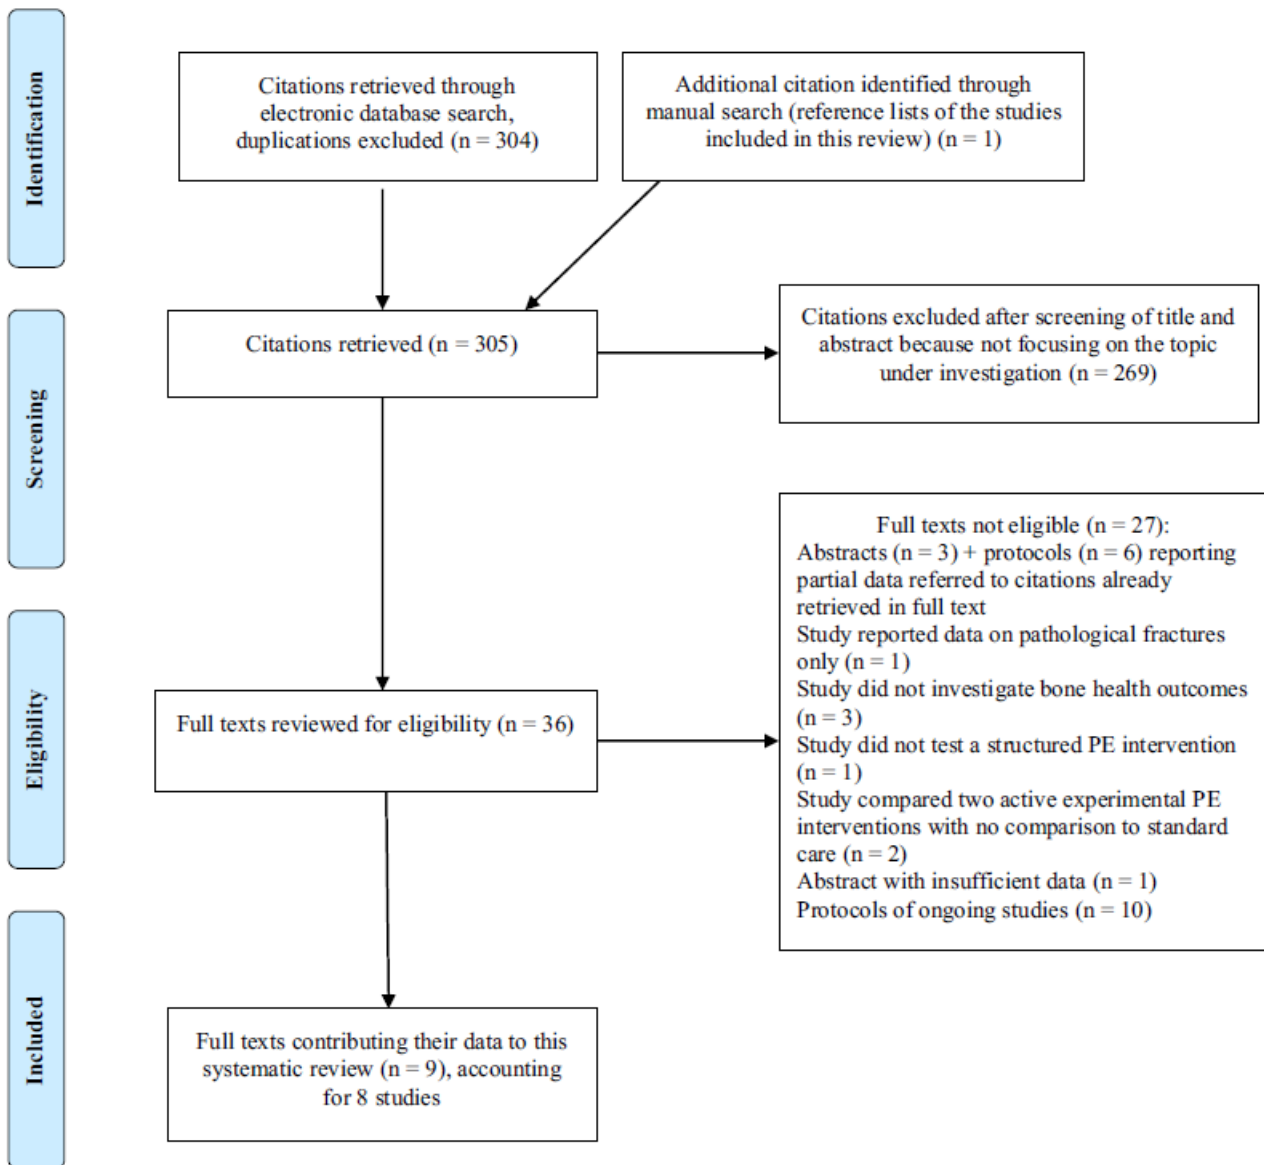 Identification
Citations retrieved through
electronic database search,
duplications excluded (n = 304)
Additional citation identified through
manual search (reference lists of the studies
included in this review) (n = 1)
Screening
Citations retrieved (n = 305)
Citations excluded after screening of title and
abstract because not focusing on the topic
under investigation (n = 269)
Eligibility
Full texts reviewed for eligibility (n = 36)
Full texts not eligible (n = 27):
Abstracts (n = 3) + protocols (n = 6) reporting
partial data referred to citations already
retrieved in full text
Study reported data on pathological fractures
only (n = 1)
Study did not investigate bone health outcomes
(n = 3)
Study did not test a structured PE intervention
(n = 1)
Study compared two active experimental PE
interventions with no comparison to standard
care (n = 2)
Abstract with insufficient data (n = 1)
Protocols of ongoing studies (n = 10)
Included
Full texts contributing their data to this
systematic review (n = 9), accounting
for 8 studies